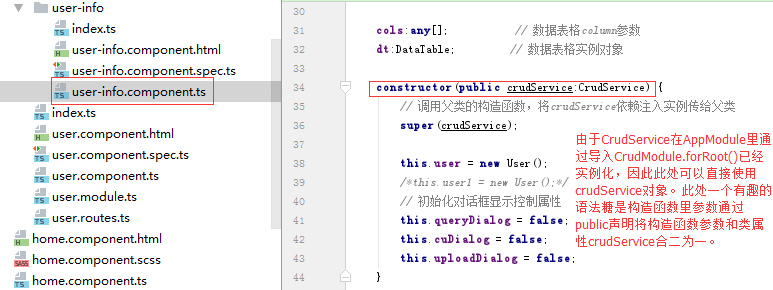 user-info
index.ts
user-info.component.html
user-info.component.spec.ts
user-info.component.ts
index.ts
user.component.html
user.component.spec.ts
user.component.ts
user.module.ts
user.routes.ts
home.component.html
home.component.scss
home.component.ts
30
31 cols:any[]; // 数据表格column参数
32 dt:DataTable; // 数据表格实例对象
33
34 constructor(public crudService:CrudService) {
35 // 调用父类的构造函数，将crudService依赖注入实例传给父类
36 super(crudService);
37
38 this.user = new User();
39 /*this.user1 = new User();*/
40 // 初始化对话框显示控制属性
41 this.queryDialog = false;
42 this.cuDialog = false;
43 this.uploadDialog = false;
44 }
由于CrudService在AppModule里通
过导入CrudModule.forRoot()已经
实例化，因此此处可以直接使用
crudService对象。此处一个有趣的
语法糖是构造函数里参数通过
public声明将构造函数参数和类属
性crudService合二为一。